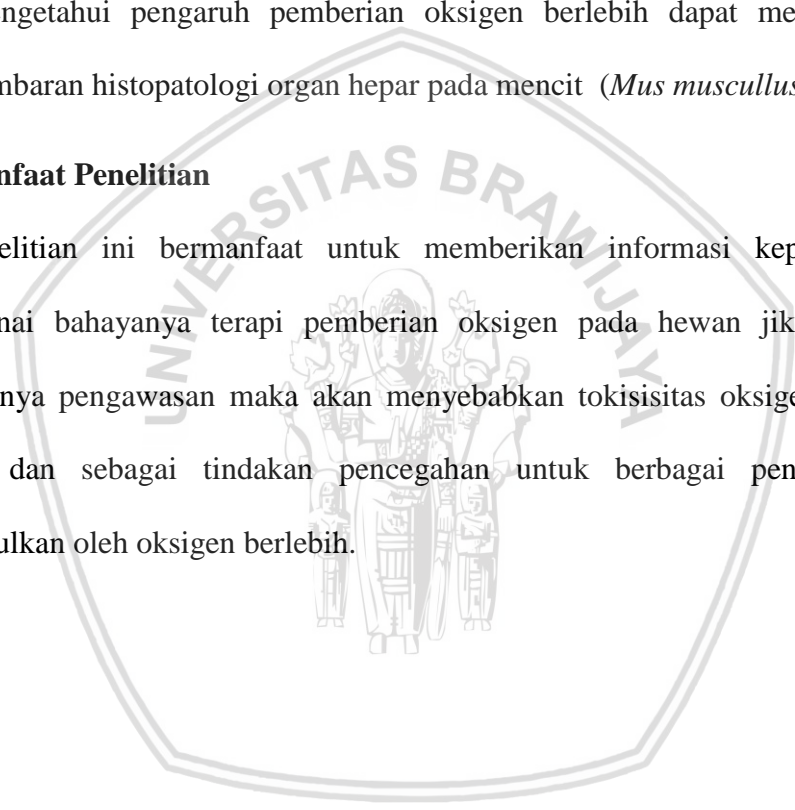 ngetahui pengaruh pemberian oksigen berlebih dapat me
mbaran histopatologi organ hepar pada mencit (Mus muscullus
nfaat Penelitian
elitian ini bermanfaat untuk memberikan informasi kep
nai bahayanya terapi pemberian oksigen pada hewan jik
nya pengawasan maka akan menyebabkan tokisisitas oksige
dan sebagai tindakan pencegahan untuk berbagai pen
ulkan oleh oksigen berlebih.
UNIVERSITAS BRAWIJAYA